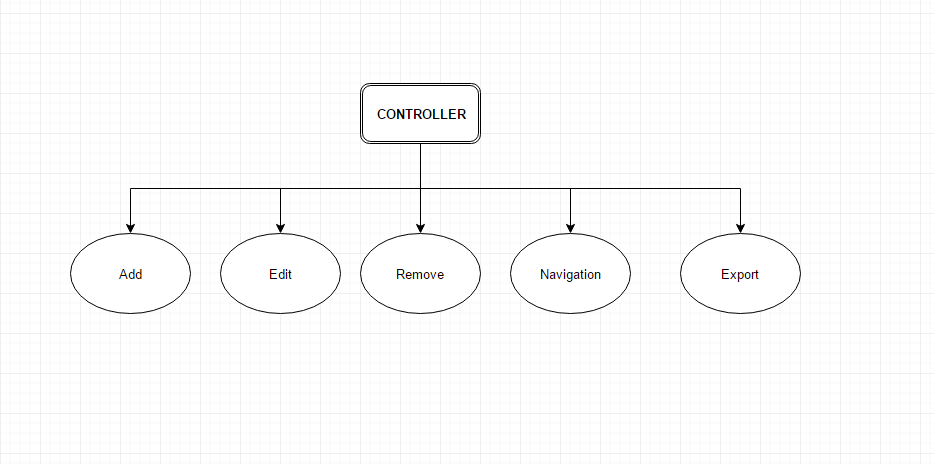 CONTROLLER
Add
Edit
Remove
Navigation
Export